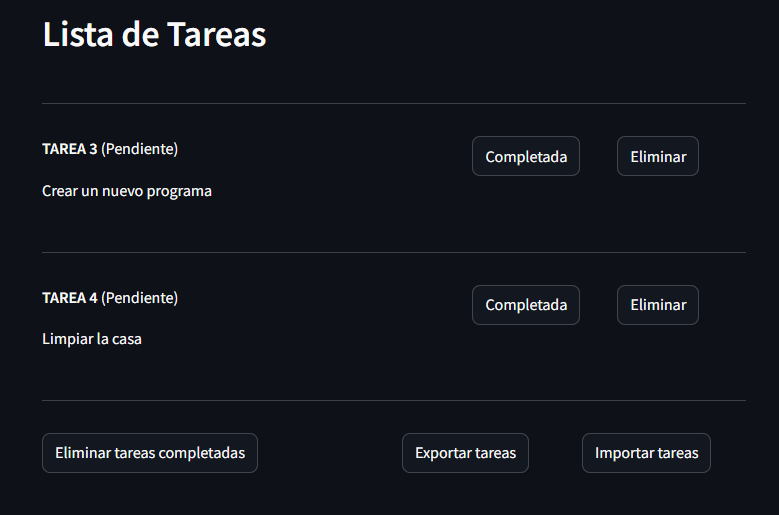 Lista de Tareas
TAREA 3 (Pendiente)
Completada
Eliminar
Crear un nuevo programa
TAREA 4 (Pendiente)
Completada
Eliminar
Limpiar la casa
Eliminar tareas completadas
Exportar tareas
Importar tareas